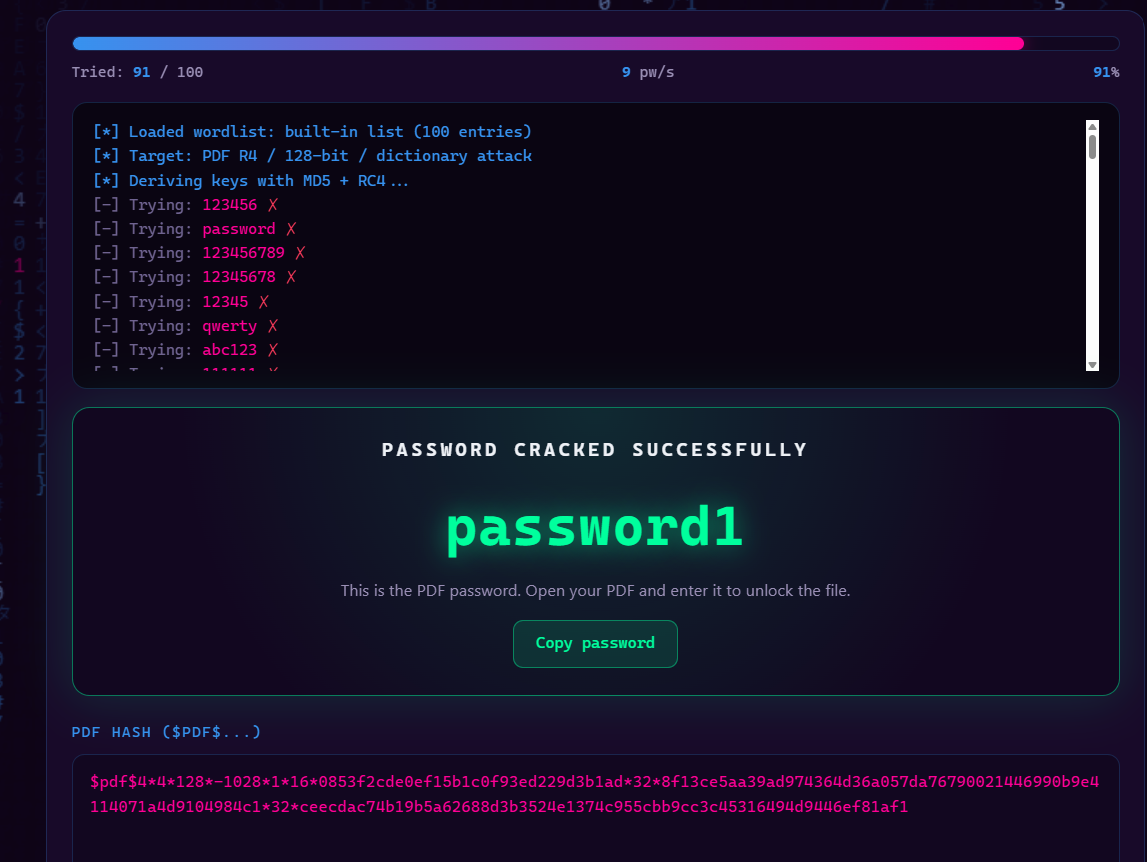 Tried: 91 / 100
9 pw/s
91%
[*] Loaded wordlist: built-in list (100 entries)
[*] Target: PDF R4 / 128-bit / dictionary attack
[*] Deriving keys with MD5 + RC4...
[-] Trying: 123456 ✗
[-] Trying: password ✗
[-] Trying: 123456789 ✗
[-] Trying: 12345678 ✗
[-] Trying: 12345 ✗
[-] Trying: qwerty ✗
[-] Trying: abc123 ✗
PASSWORD CRACKED SUCCESSFULLY
password1
This is the PDF password. Open your PDF and enter it to unlock the file.
Copy password
PDF HASH ($PDF$...)
$pdf$4*4*128*-1028*1*16*0853f2cde0ef15b1c0f93ed229d3b1ad*32*8f13ce5aa39ad974364d36a057da76790021446990b9e4
114071a4d9104984c1*32*ceecdac74b19b5a62688d3b3524e1374c955cbb9cc3c45316494d9446ef81af1